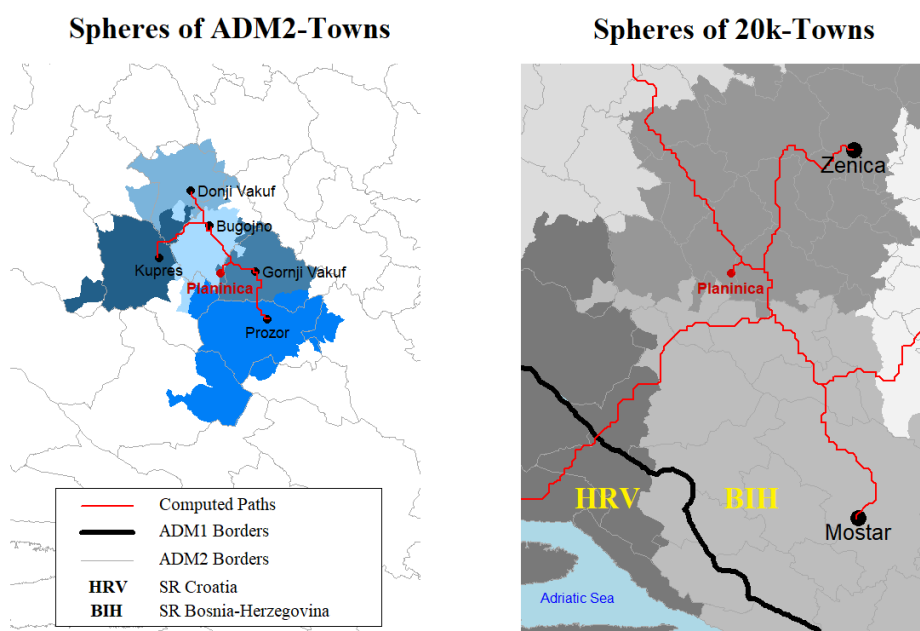 Spheres of ADM2-Towns
Donji Vakuf
Bugojno
Kupres
Gornji Vakuf
Planinica
Prozor
Computed Paths
ADM1 Borders
ADM2 Borders
HRV SR Croatia
BIH SR Bosnia-Herzegovina
Spheres of 20k-Towns
Zenica
Planinica
HRV
BIH
Mostar
Adriatic Sea